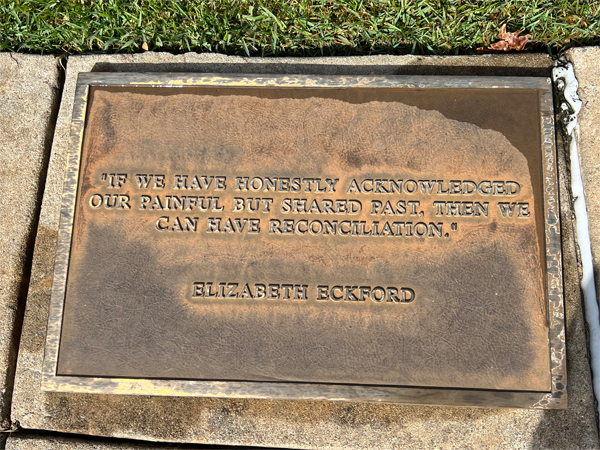 "IF WE HAVE HONESTLY ACKNOWLEDGED
OUR PAINFUL BUT SHARED PAST, THEN WE
CAN HAVE RECONCILIATION."
ELIZABETH ECKFORD